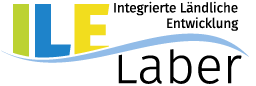 ILE Integrierte Ländliche
Entwicklung
Laber